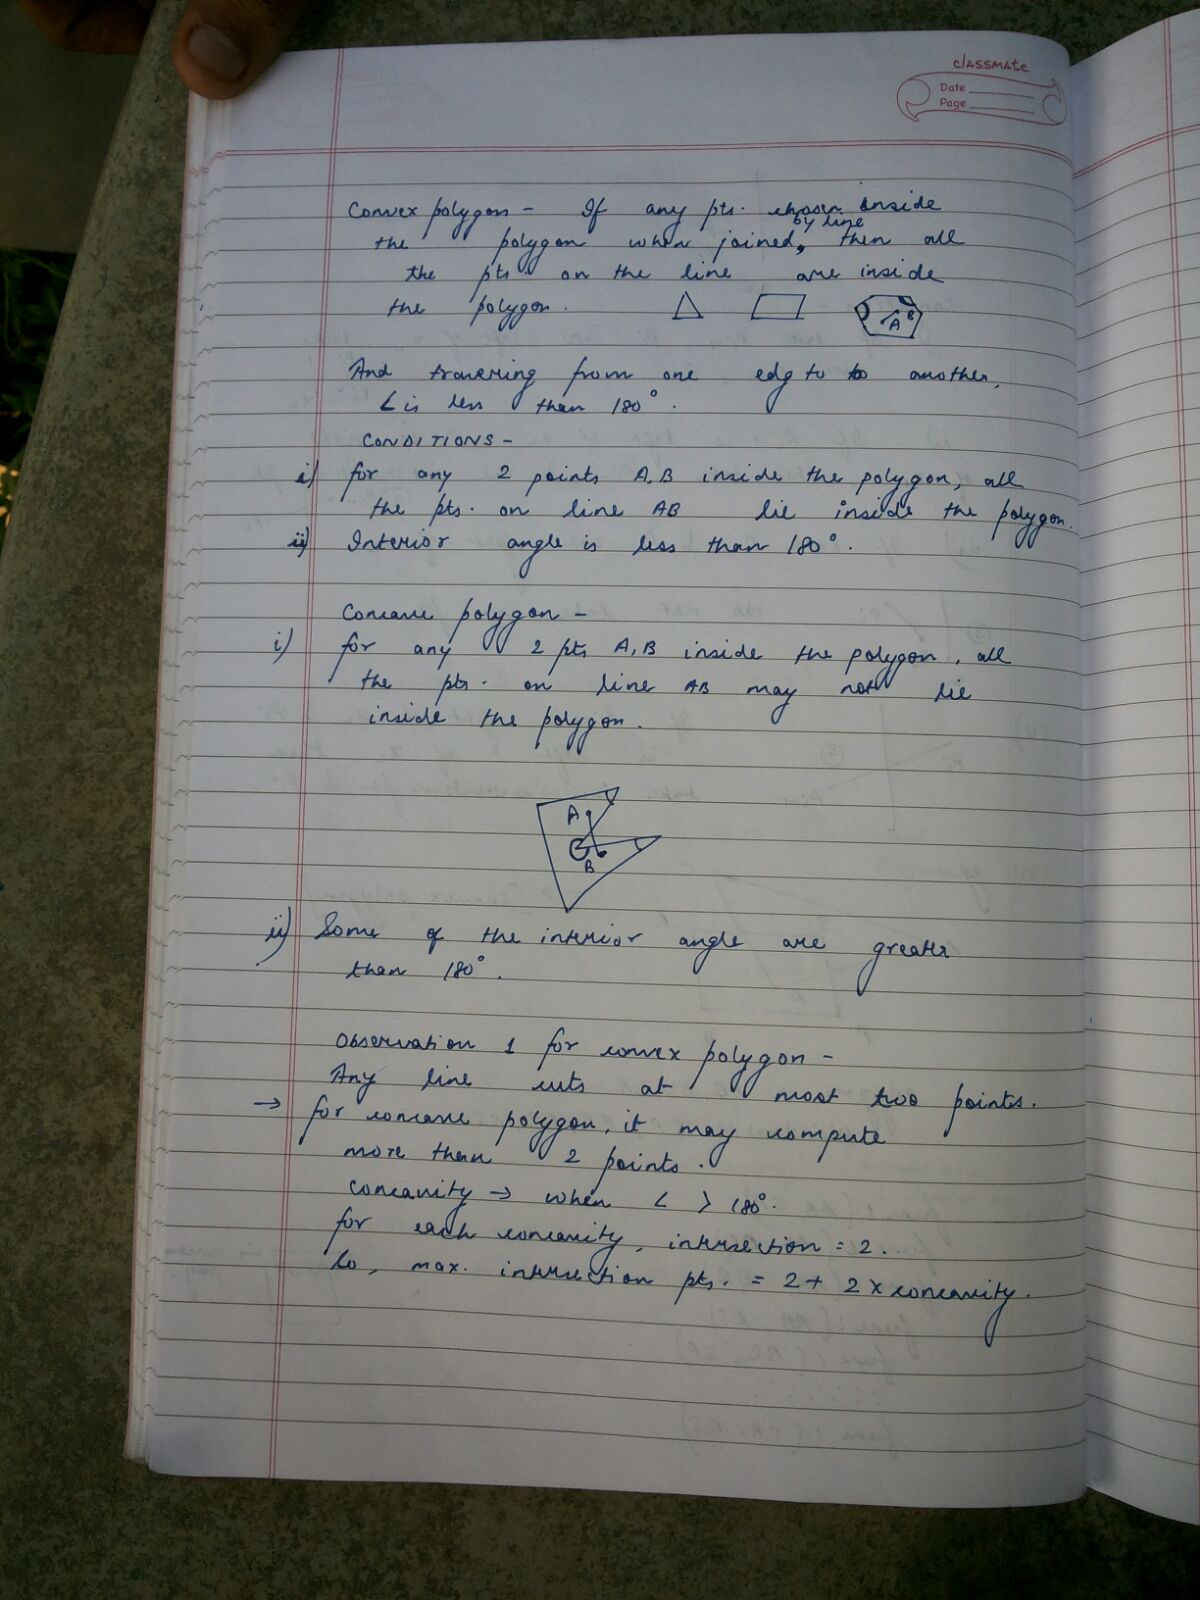 classmate
Date
Page
Convex polygon - If any pts. chosen inside
by line
the polygon when joined, then all
the pts on the line are inside
the polygon.
A B
And traversing from one edg to to another,
∠ is less than 180°.
CONDITIONS -
i) for any 2 points A, B inside the polygon, all
the pts. on line AB lie inside the polygon.
ii) Interior angle is less than 180°.
Concave polygon -
i) for any 2 pts A, B inside the polygon, all
the pts. on line AB may not lie
inside the polygon.
A
B
ii) Some of the interior angle are greater
than 180°.
Observation 1 for convex polygon -
Any line cuts at most two points.
→ for concave polygon, it may compute
more than 2 points.
Concavity → when ∠ > 180°.
for each concavity, intersection = 2.
So, max. intersection pts. = 2 + 2 x concavity.